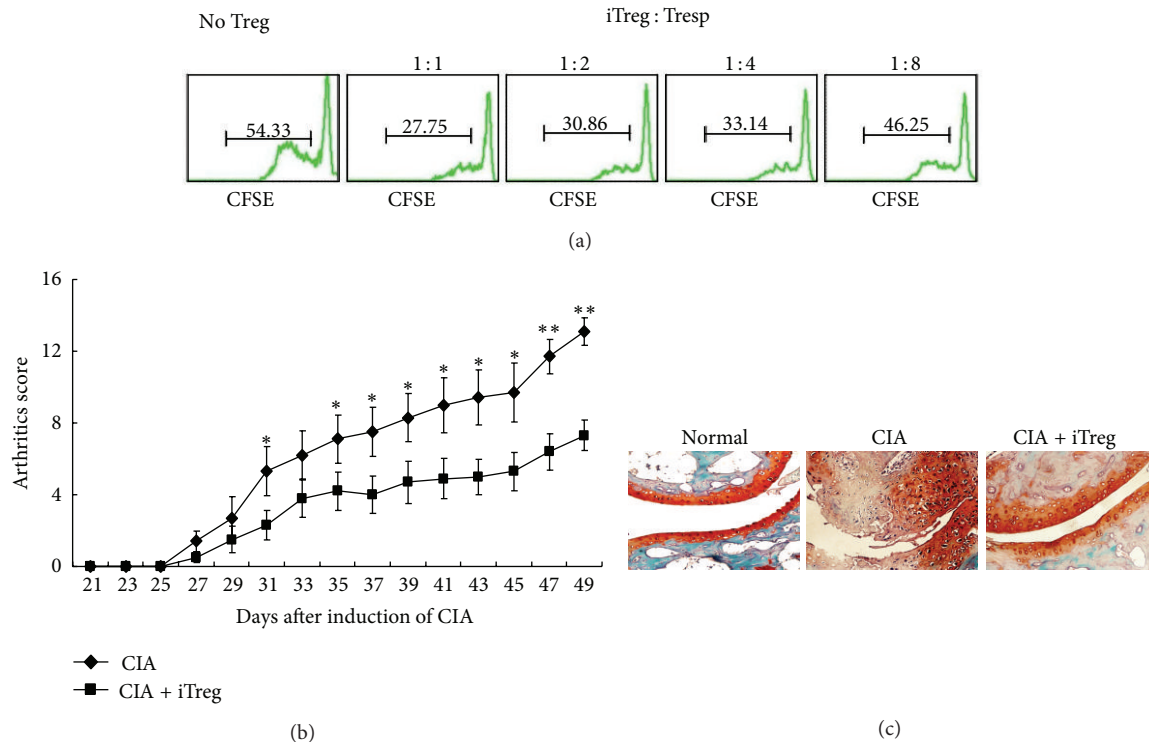 No Treg
iTreg : Tresp
1 : 1
1 : 2
1 : 4
1 : 8
54.33
27.75
30.86
33.14
46.25
CFSE
CFSE
CFSE
CFSE
CFSE
(a)
16
12
8
4
0
Arthritics score
* * * * * * * ** **
21 23 25 27 29 31 33 35 37 39 41 43 45 47 49
Days after induction of CIA
CIA
CIA + iTreg
(b)
Normal
CIA
CIA + iTreg
(c)